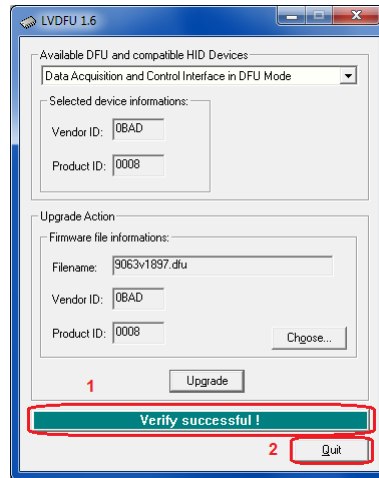 LVDFU 1.6
Available DFU and compatible HID Devices
Data Acquisition and Control Interface in DFU Mode
Selected device informations:
Vendor ID: 0BAD
Product ID: 0008
Upgrade Action
Firmware file informations:
Filename: 9063v1897.dfu
Vendor ID: 0BAD
Product ID: 0008
Choose...
1 Upgrade
Verify successful !
2 Quit